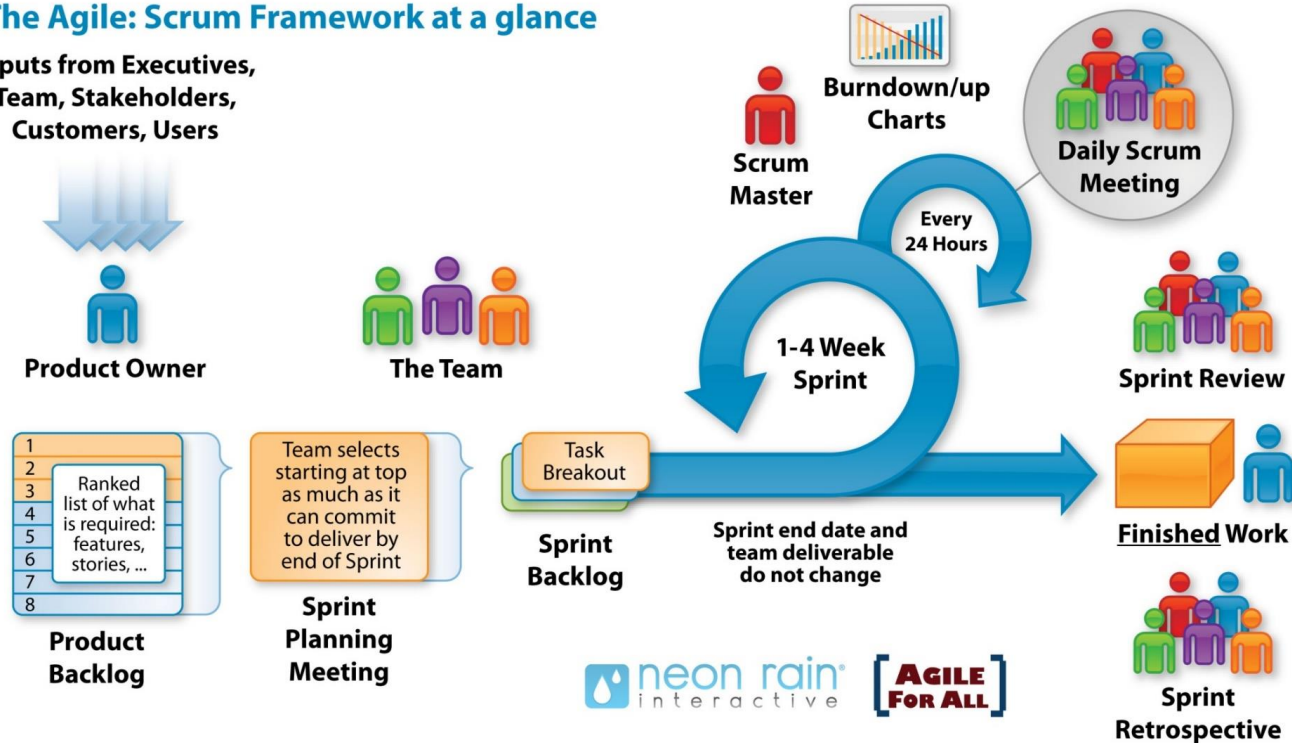 he Agile: Scrum Framework at a glance
puts from Executives,
Team, Stakeholders,
Customers, Users
Product Owner
The Team
Scrum
Master
Burndown/up
Charts
Daily Scrum
Meeting
Every
24 Hours
1-4 Week
Sprint
Sprint Review
1
2
3
4
5
6
7
8
Ranked
list of what
is required:
features,
stories, ...
Product
Backlog
Team selects
starting at top
as much as it
can commit
to deliver by
end of Sprint
Sprint
Planning
Meeting
Task
Breakout
Sprint
Backlog
Sprint end date and
team deliverable
do not change
Finished Work
Sprint
Retrospective
neon rain®
interactive
AGILE
FOR ALL